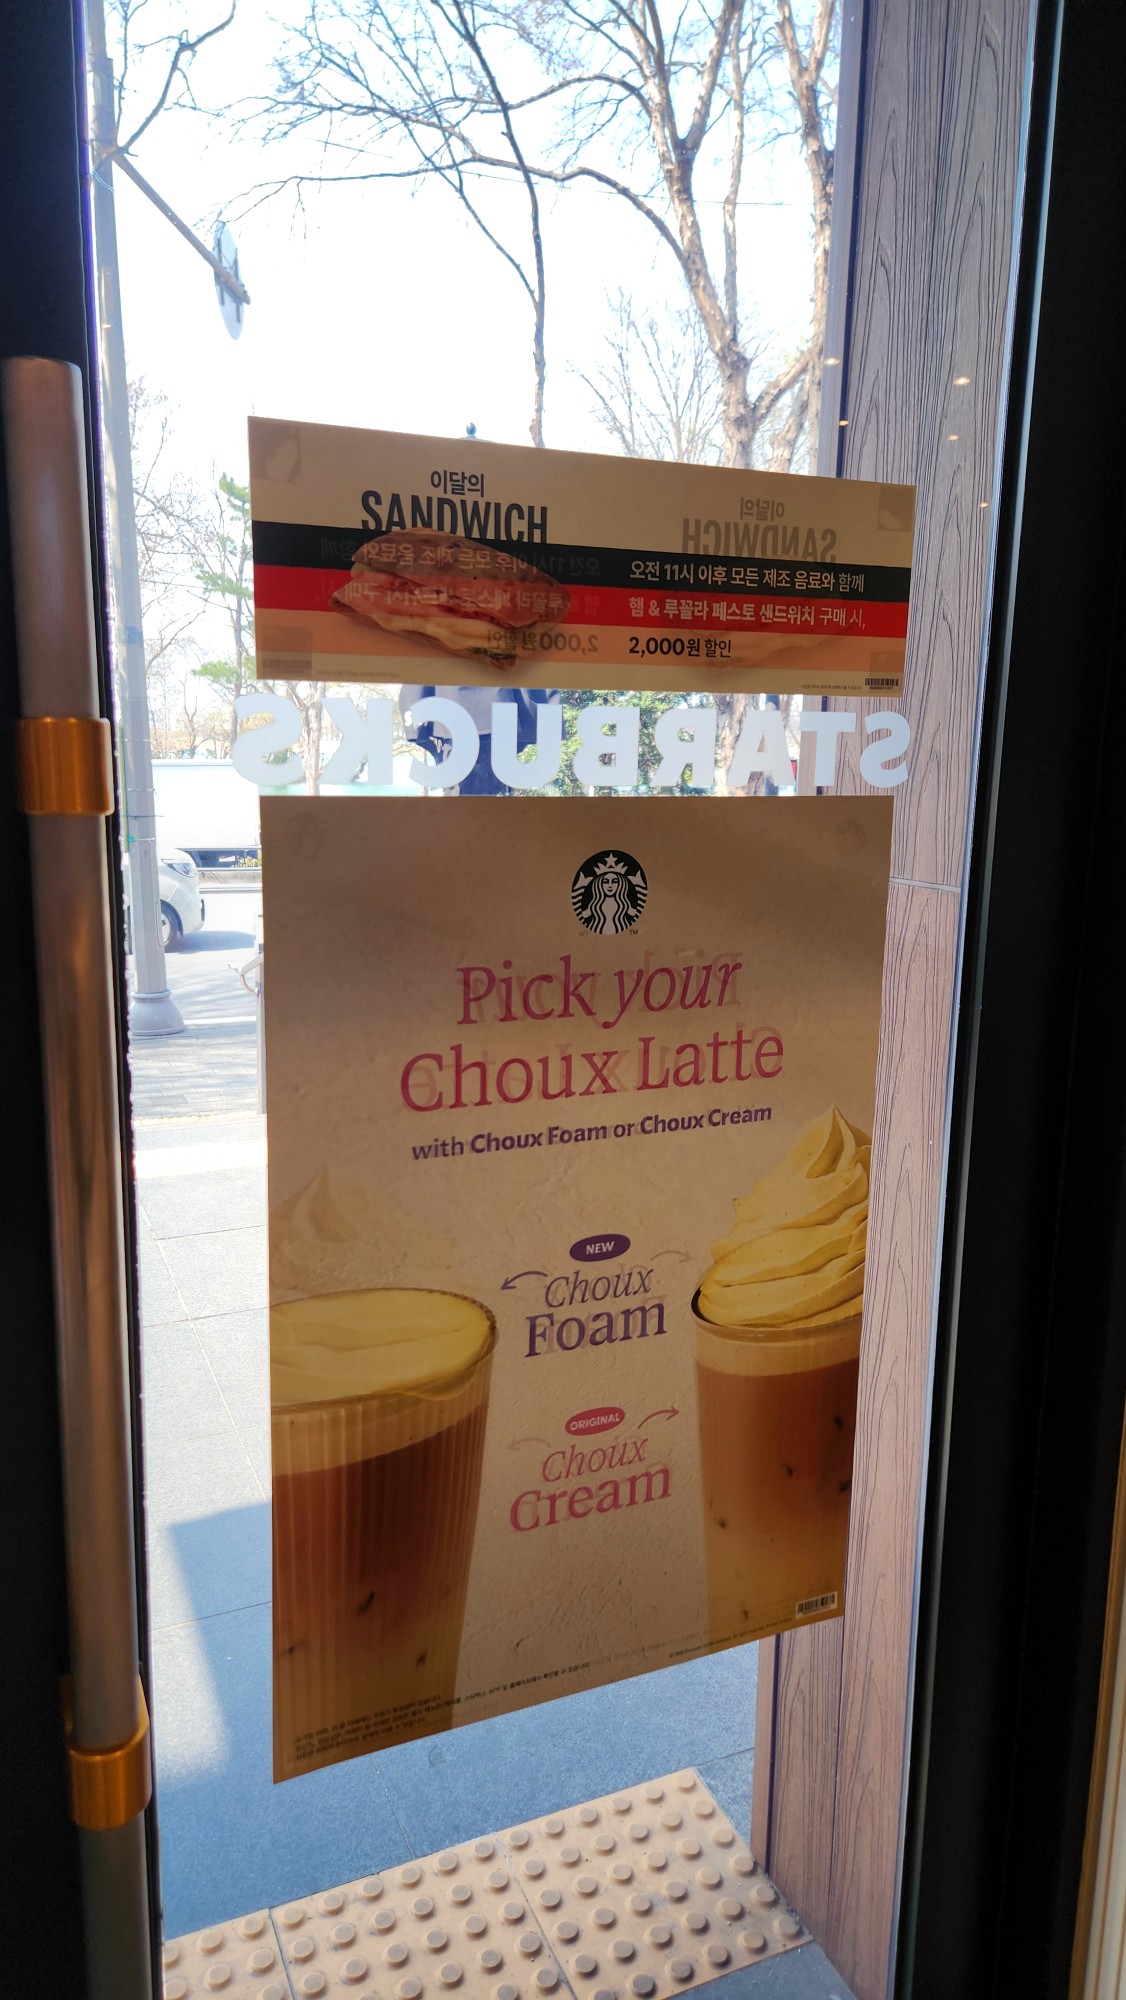 이달의
SANDWICH
오전 11시 이후 모든 제조 음료와 함께
햄 & 루꼴라 페스토 샌드위치 구매 시,
2,000원 할인
STARBUCKS
Pick your
Choux Latte
with Choux Foam or Choux Cream
NEW
Choux
Foam
ORIGINAL
Choux
Cream